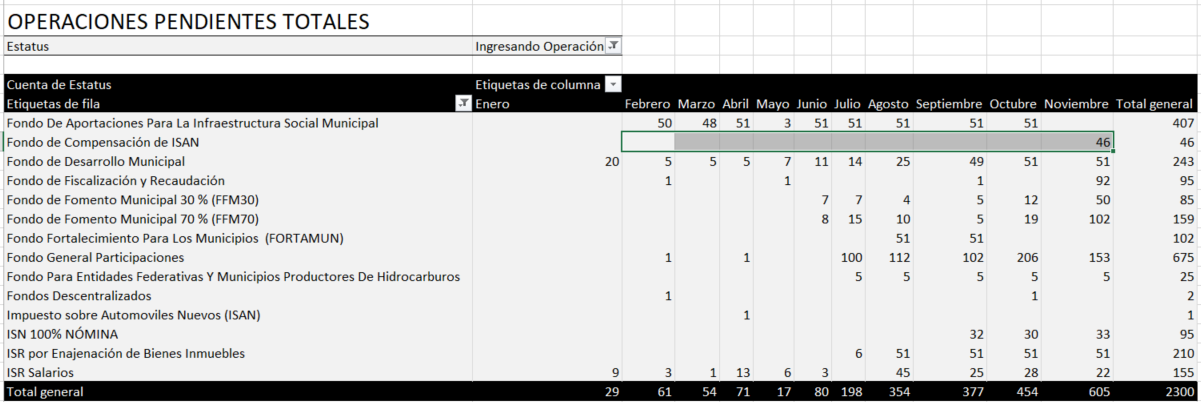 OPERACIONES PENDIENTES TOTALES
Estatus Ingresando Operación
Cuenta de Estatus Etiquetas de columna
Etiquetas de fila Enero Febrero Marzo Abril Mayo Junio Julio Agosto Septiembre Octubre Noviembre Total general
Fondo De Aportaciones Para La Infraestructura Social Municipal 50 48 51 3 51 51 51 51 51 407
Fondo de Compensación de ISAN 46 46
Fondo de Desarrollo Municipal 20 5 5 5 7 11 14 25 49 51 51 243
Fondo de Fiscalización y Recaudación 1 1 1 92 95
Fondo de Fomento Municipal 30 % (FFM30) 7 7 4 5 12 50 85
Fondo de Fomento Municipal 70 % (FFM70) 8 15 10 5 19 102 159
Fondo Fortalecimiento Para Los Municipios (FORTAMUN) 51 51 102
Fondo General Participaciones 1 1 100 112 102 206 153 675
Fondo Para Entidades Federativas Y Municipios Productores De Hidrocarburos 5 5 5 5 5 25
Fondos Descentralizados 1 1 2
Impuesto sobre Automoviles Nuevos (ISAN) 1 1
ISN 100% NÓMINA 32 30 33 95
ISR por Enajenación de Bienes Inmuebles 6 51 51 51 51 210
ISR Salarios 9 3 1 13 6 3 45 25 28 22 155
Total general 29 61 54 71 17 80 198 354 377 454 605 2300